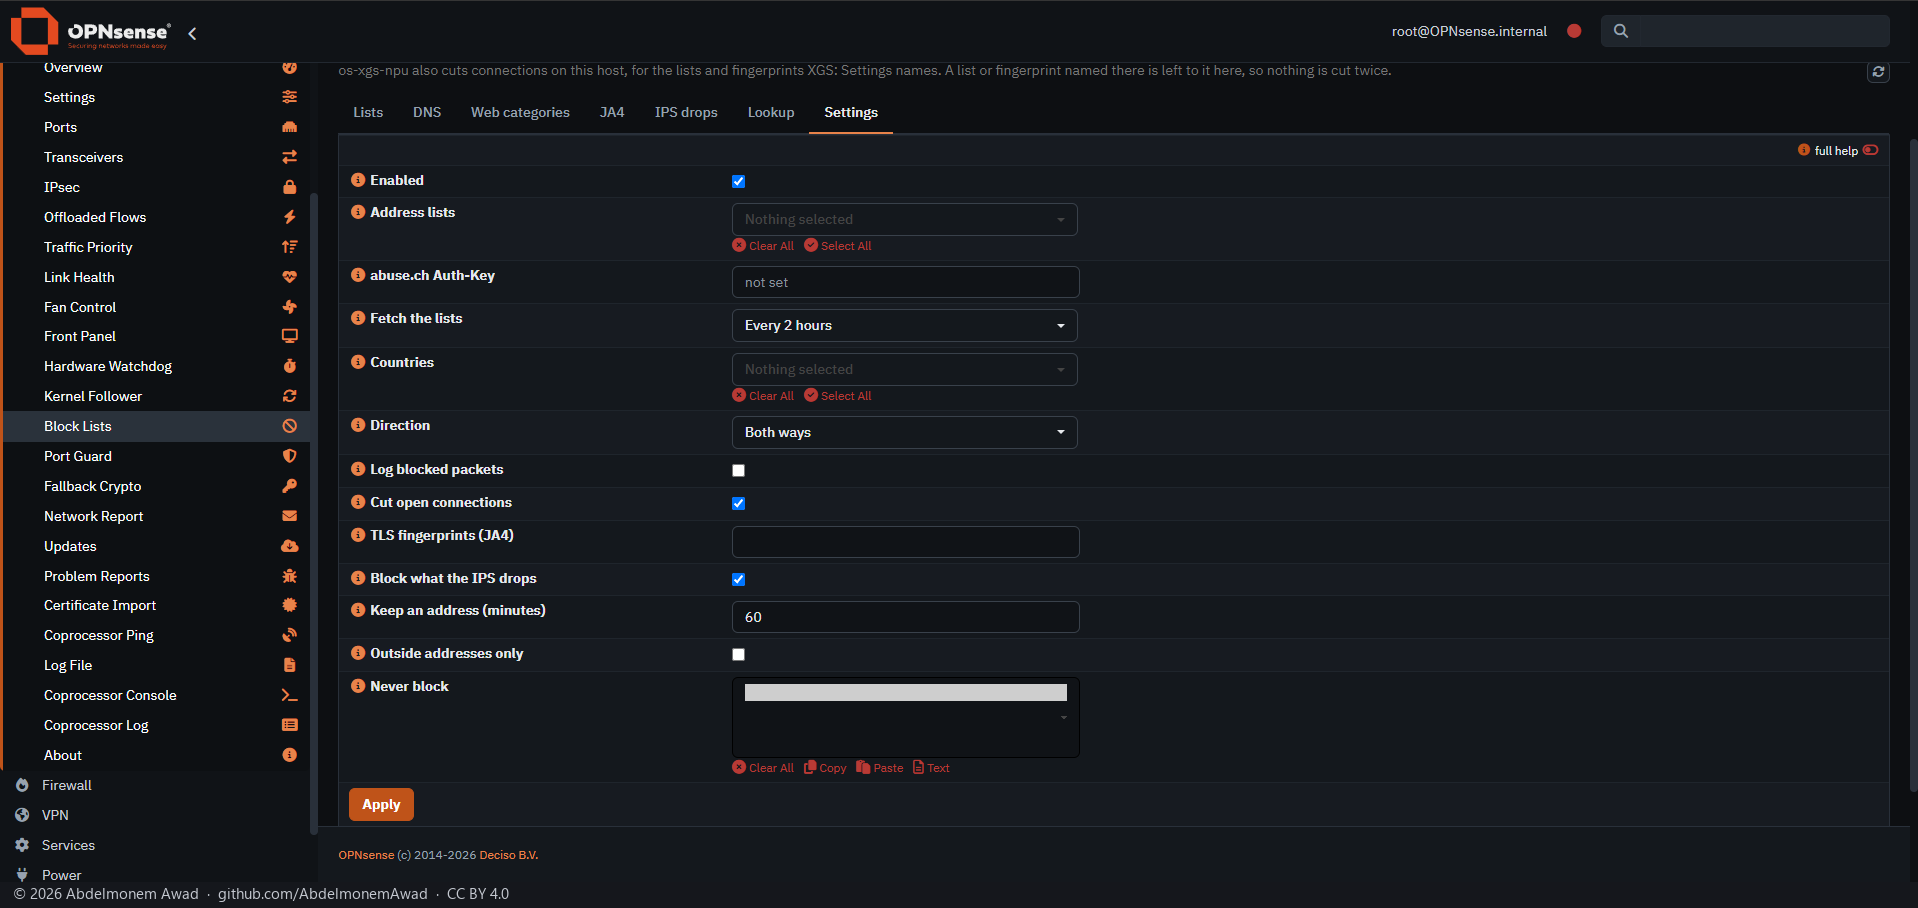 OPNsense®
Securing networks made easy
root@OPNsense.internal
Overview
Settings
Ports
Transceivers
IPsec
Offloaded Flows
Traffic Priority
Link Health
Fan Control
Front Panel
Hardware Watchdog
Kernel Follower
Block Lists
Port Guard
Fallback Crypto
Network Report
Updates
Problem Reports
Certificate Import
Coprocessor Ping
Log File
Coprocessor Console
Coprocessor Log
About
Firewall
VPN
Services
Power
os-xgs-npu also cuts connections on this host, for the lists and fingerprints XGS: Settings names. A list or fingerprint named there is left to it here, so nothing is cut twice.
Lists DNS Web categories JA4 IPS drops Lookup Settings
full help
Enabled
Address lists Nothing selected
Clear All Select All
abuse.ch Auth-Key not set
Fetch the lists Every 2 hours
Countries Nothing selected
Clear All Select All
Direction Both ways
Log blocked packets
Cut open connections
TLS fingerprints (JA4)
Block what the IPS drops
Keep an address (minutes) 60
Outside addresses only
Never block
Clear All Copy Paste Text
Apply
OPNsense (c) 2014-2026 Deciso B.V.
© 2026 Abdelmonem Awad · github.com/AbdelmonemAwad · CC BY 4.0